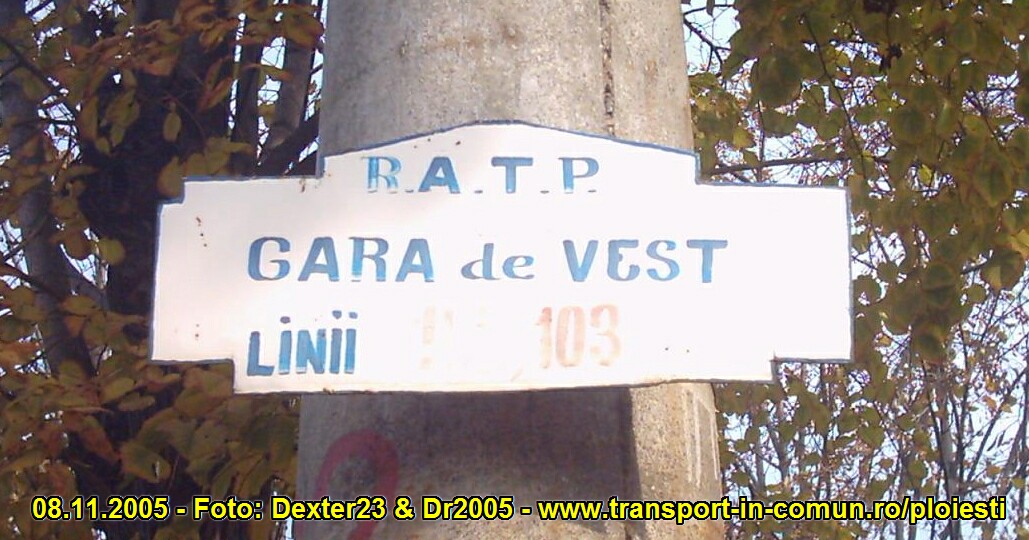 R.A.T.P.
GARA de VEST
LINII 103
08.11.2005 - Foto: Dexter23 & Dr2005 - www.transport-in-comun.ro/ploiesti